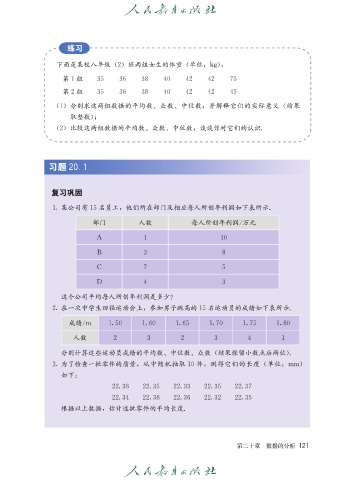 人民教育出版社
练习
下面是某校八年级（2）班两组女生的体重（单位：kg）：
第1组 35 36 38 40 42 42 75
第2组 35 36 38 40 42 42 45
（1）分别求这两组数据的平均数、众数、中位数，并解释它们的实际意义（结果
取整数）；
（2）比较这两组数据的平均数、众数、中位数，谈谈你对它们的认识.
习题 20.1
复习巩固
1. 某公司有15名员工，他们所在部门及相应每人所创年利润如下表所示.
部门 人数 每人所创年利润/万元
A 1 10
B 3 8
C 7 5
D 4 3
这个公司平均每人所创年利润是多少？
2. 在一次中学生田径运动会上，参加男子跳高的15名运动员的成绩如下表所示.
成绩/m 1.50 1.60 1.65 1.70 1.75 1.80
人数 2 3 2 3 4 1
分别计算这些运动员成绩的平均数、中位数、众数（结果保留小数点后两位）.
3. 为了检查一批零件的质量，从中随机抽取10件，测得它们的长度（单位：mm）
如下：
22.36 22.35 22.33 22.35 22.37
22.34 22.38 22.36 22.32 22.35
根据以上数据，估计这批零件的平均长度.
第二十章 数据的分析 121
人民教育出版社